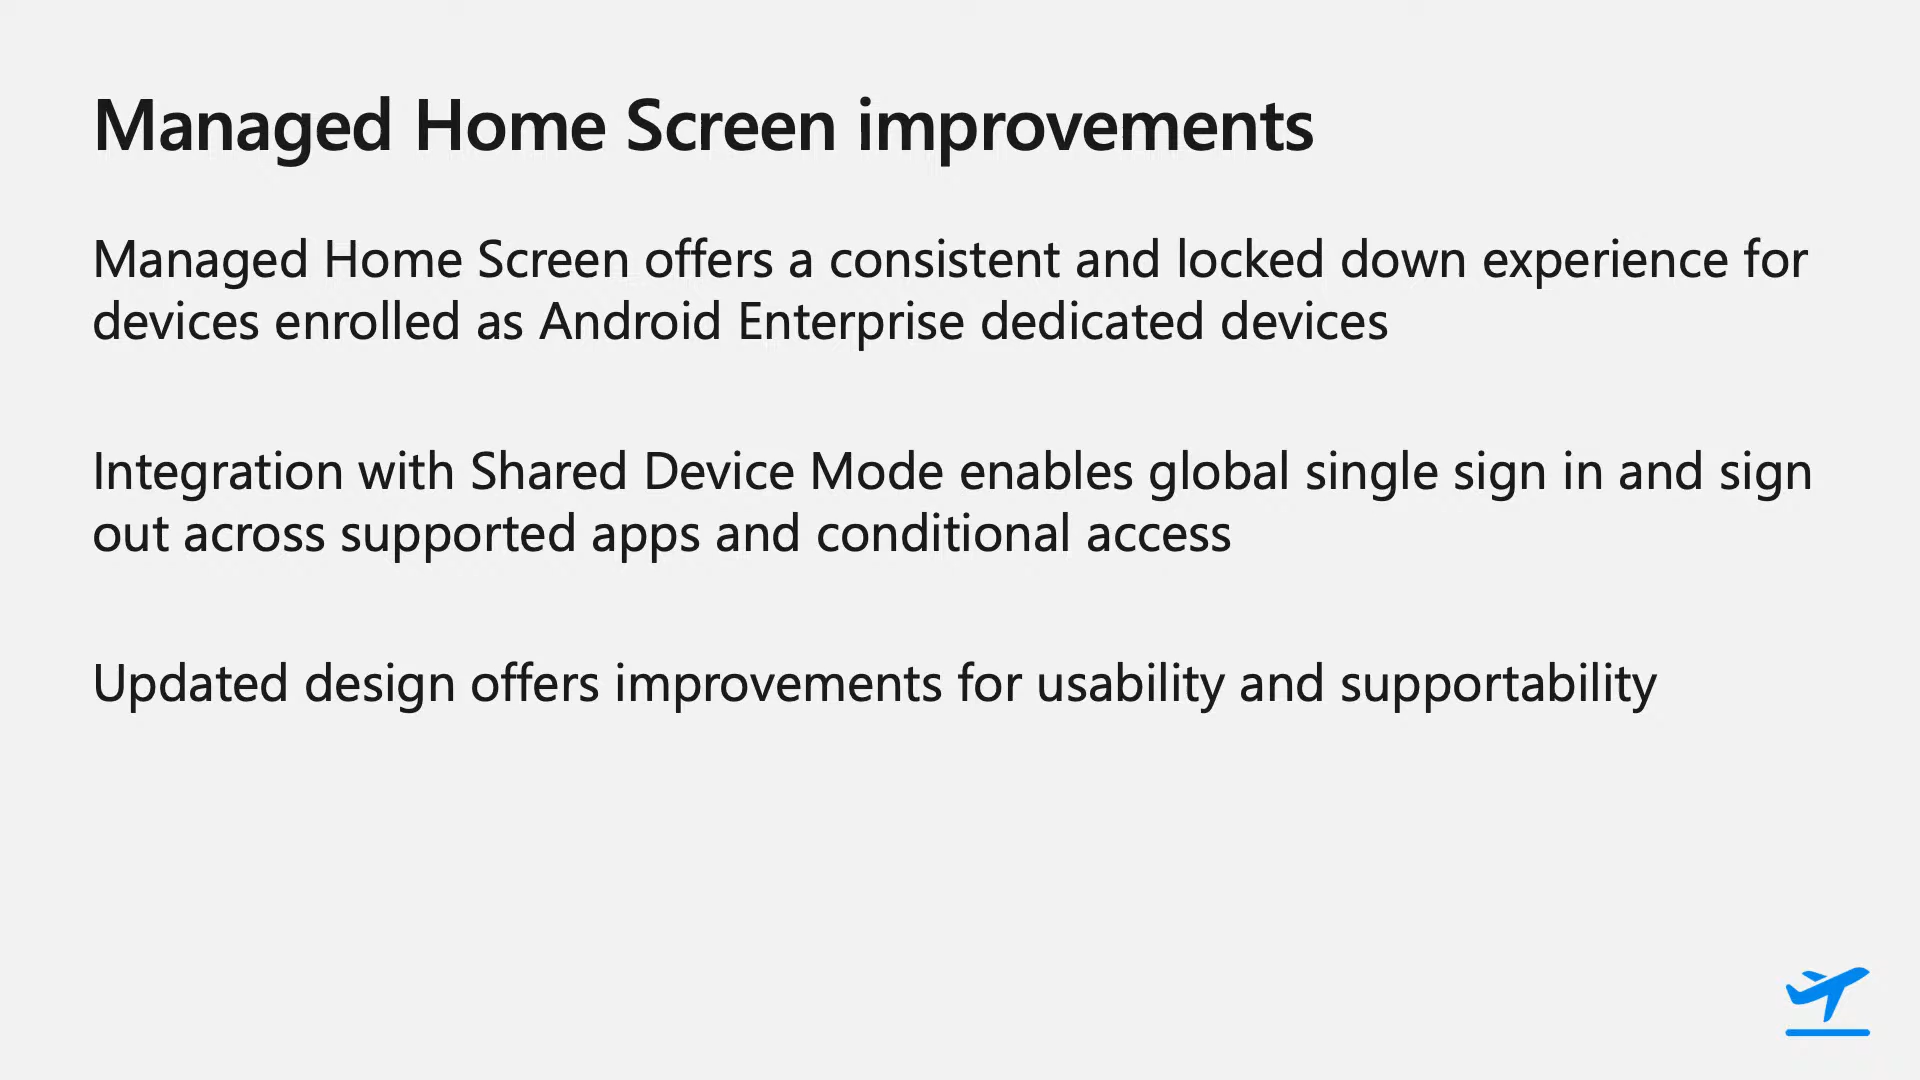 Managed Home Screen improvements
Managed Home Screen offers a consistent and locked down experience for
devices enrolled as Android Enterprise dedicated devices
Integration with Shared Device Mode enables global single sign in and sign
out across supported apps and conditional access
Updated design offers improvements for usability and supportability